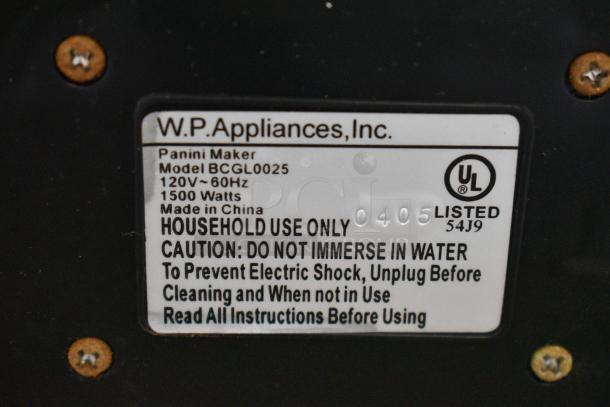 W.P.Appliances,Inc.
Panini Maker
Model BCGL0025
120V~60Hz
1500 Watts
Made in China
UL
®
LISTED
54J9
HOUSEHOLD USE ONLY 0405
CAUTION: DO NOT IMMERSE IN WATER
To Prevent Electric Shock, Unplug Before
Cleaning and When not in Use
Read All Instructions Before Using